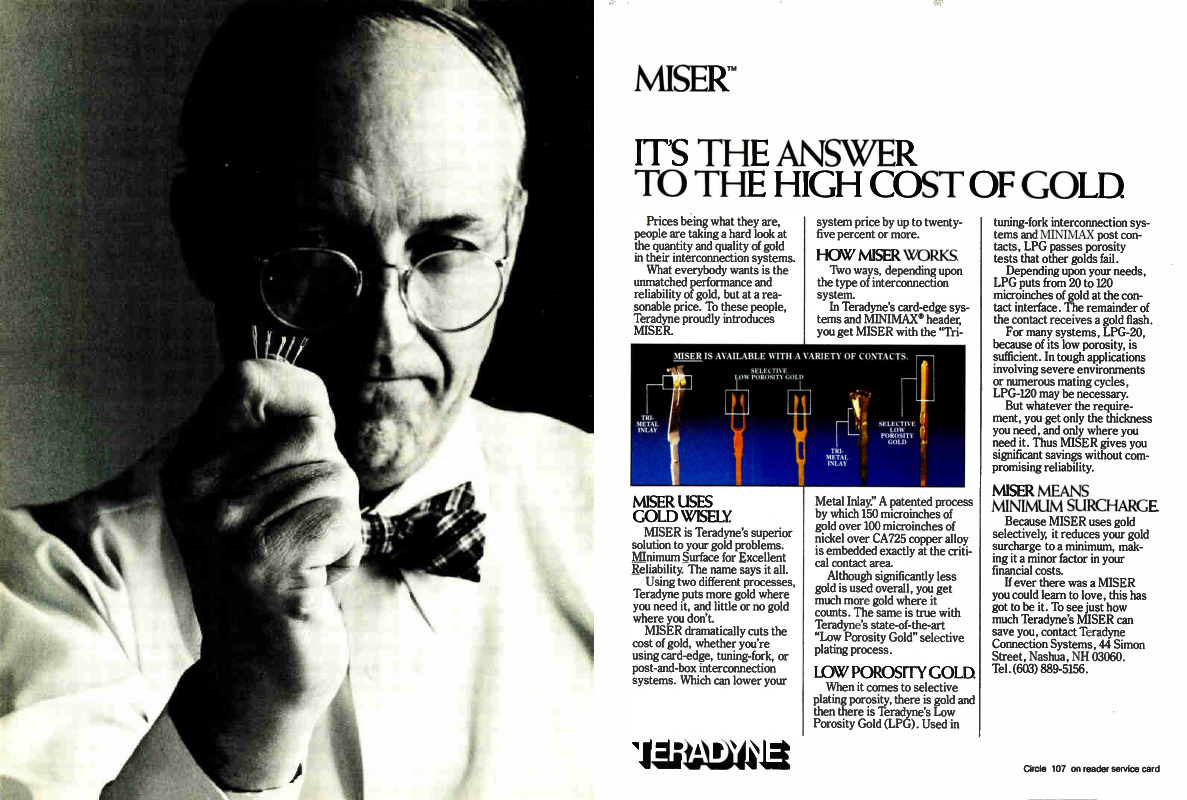 MISER™
IT'S THE ANSWER
TO THE HIGH COST OF GOLD.
Prices being what they are,
people are taking a hard look at
the quantity and quality of gold
in their interconnection systems.
What everybody wants is the
unmatched performance and
reliability of gold, but at a rea-
sonable price. To these people,
Teradyne proudly introduces
MISER.
MISER USES
GOLD WISELY.
MISER is Teradyne's superior
solution to your gold problems.
MInimum Surface for Excellent
Reliability. The name says it all.
Using two different processes,
Teradyne puts more gold where
you need it, and little or no gold
where you don't.
MISER dramatically cuts the
cost of gold, whether you're
using card-edge, tuning-fork, or
post-and-box interconnection
systems. Which can lower your
system price by up to twenty-
five percent or more.
HOW MISER WORKS.
Two ways, depending upon
the type of interconnection
system.
In Teradyne's card-edge sys-
tems and MINIMAX® header,
you get MISER with the "Tri-
MISER IS AVAILABLE WITH A VARIETY OF CONTACTS.
SELECTIVE
LOW POROSITY GOLD
TRI-
METAL
INLAY
TRI-
METAL
INLAY
SELECTIVE
LOW
POROSITY
GOLD
Metal Inlay." A patented process
by which 150 microinches of
gold over 100 microinches of
nickel over CA725 copper alloy
is embedded exactly at the criti-
cal contact area.
Although significantly less
gold is used overall, you get
much more gold where it
counts. The same is true with
Teradyne's state-of-the-art
"Low Porosity Gold" selective
plating process.
LOW POROSITY GOLD.
When it comes to selective
plating porosity, there is gold and
then there is Teradyne's Low
Porosity Gold (LPG). Used in
tuning-fork interconnection sys-
tems and MINIMAX post con-
tacts, LPG passes porosity
tests that other golds fail.
Depending upon your needs,
LPG puts from 20 to 120
microinches of gold at the con-
tact interface. The remainder of
the contact receives a gold flash.
For many systems, LPG-20,
because of its low porosity, is
sufficient. In tough applications
involving severe environments
or numerous mating cycles,
LPG-120 may be necessary.
But whatever the require-
ment, you get only the thickness
you need, and only where you
need it. Thus MISER gives you
significant savings without com-
promising reliability.
MISER MEANS
MINIMUM SURCHARGE.
Because MISER uses gold
selectively, it reduces your gold
surcharge to a minimum, mak-
ing it a minor factor in your
financial costs.
If ever there was a MISER
you could learn to love, this has
got to be it. To see just how
much Teradyne's MISER can
save you, contact Teradyne
Connection Systems, 44 Simon
Street, Nashua, NH 03060.
Tel. (603) 889-5156.
TERADYNE
Circle 107 on reader service card